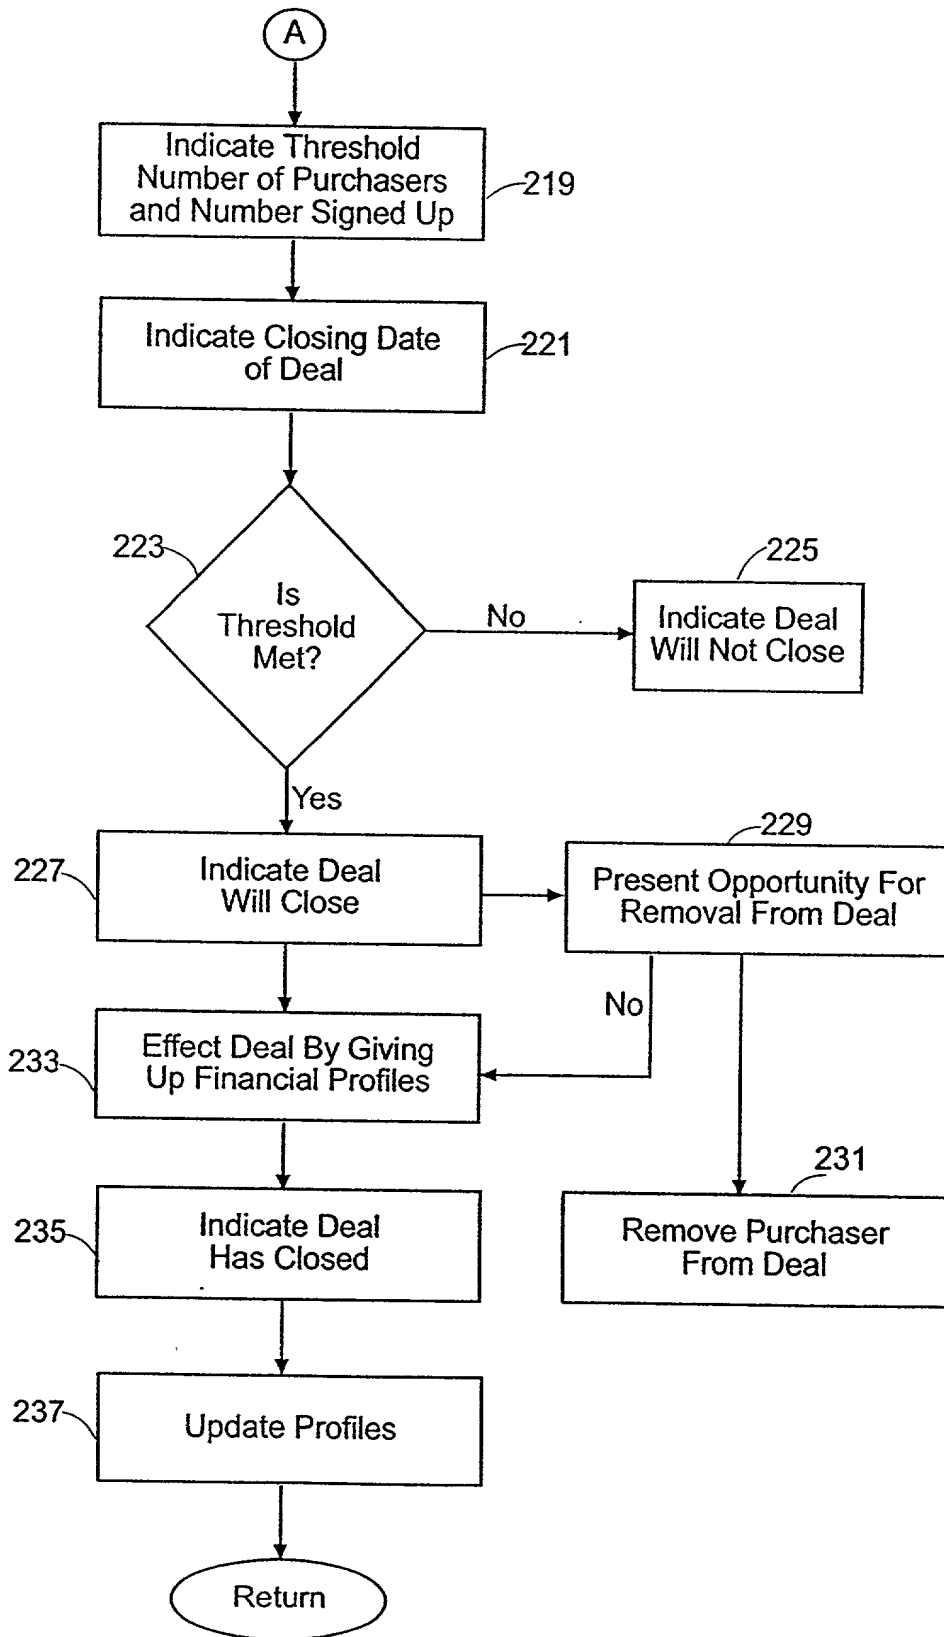 A
Indicate Threshold
Number of Purchasers
and Number Signed Up
219
Indicate Closing Date
of Deal
221
223
Is
Threshold
Met?
No
225
Indicate Deal
Will Not Close
Yes
227
Indicate Deal
Will Close
229
Present Opportunity For
Removal From Deal
No
233
Effect Deal By Giving
Up Financial Profiles
231
Remove Purchaser
From Deal
235
Indicate Deal
Has Closed
237
Update Profiles
Return